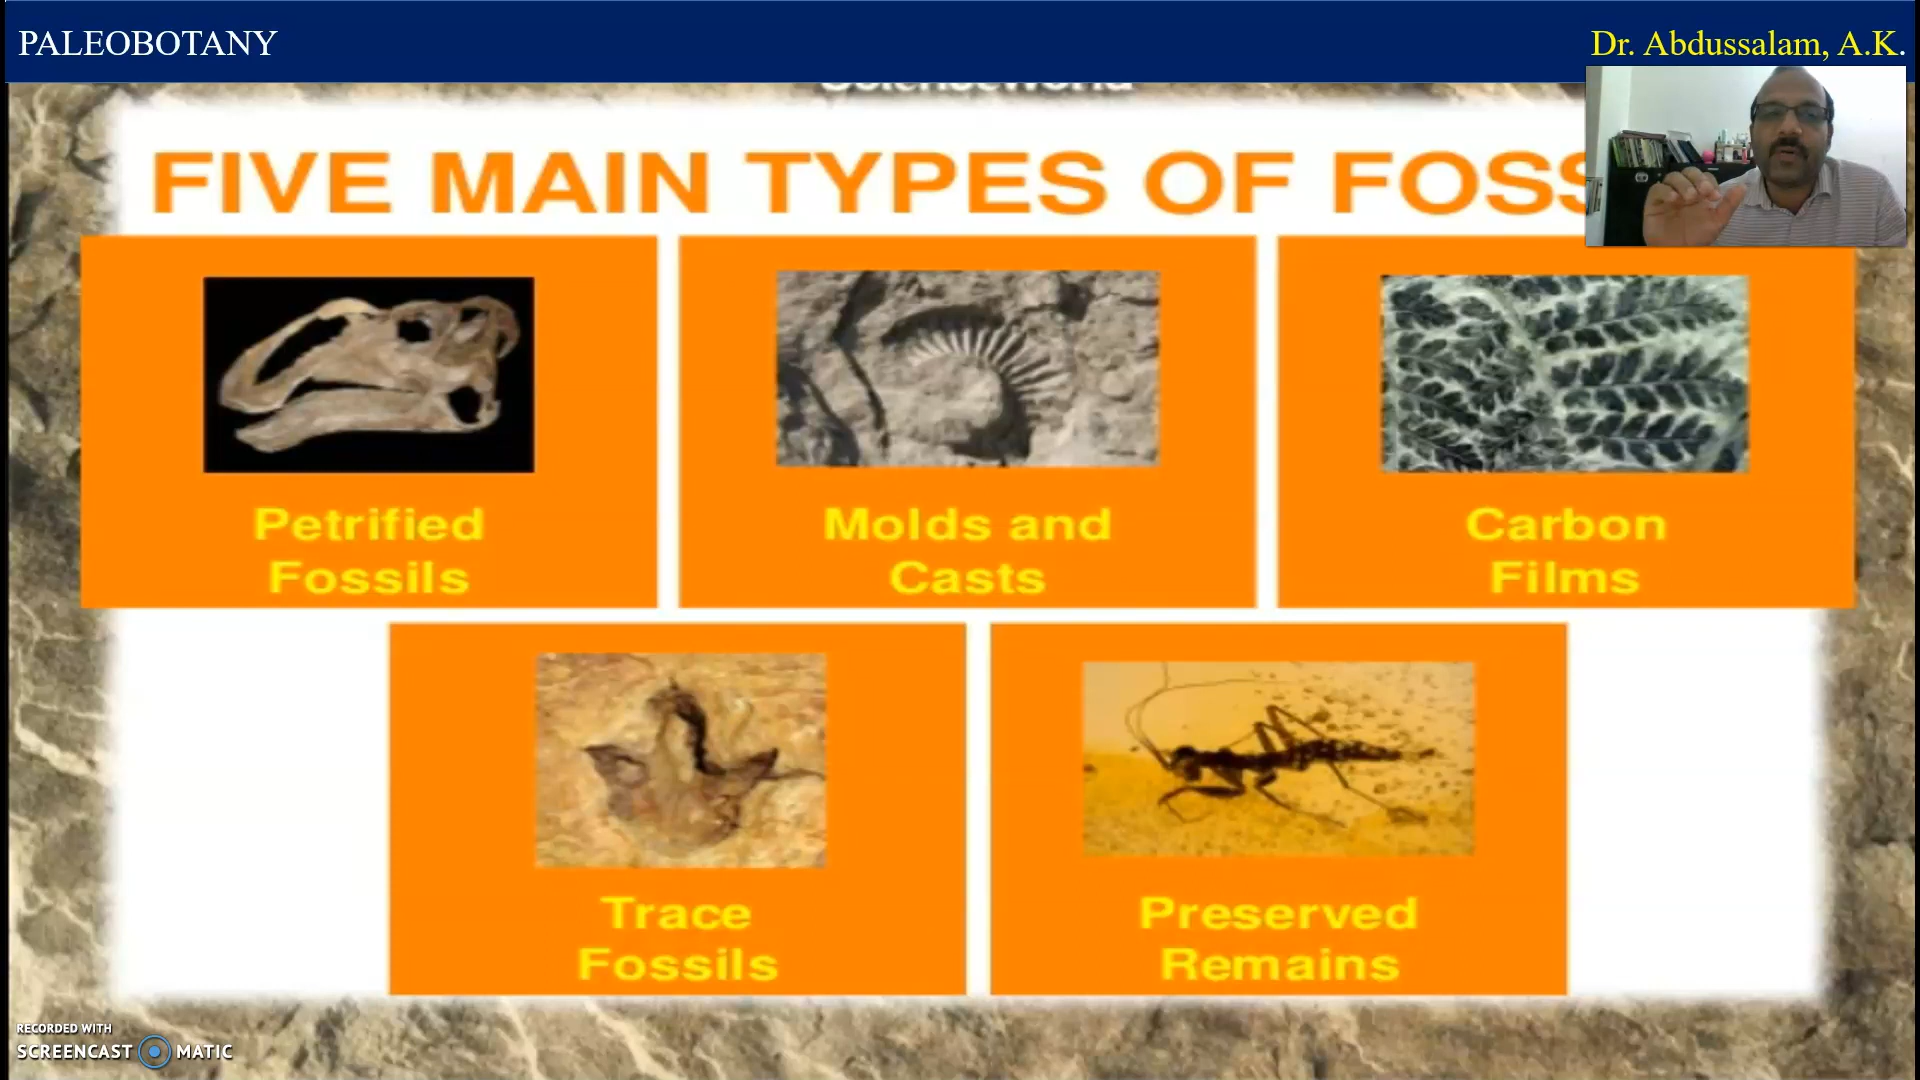 PALEOBOTANY
Dr. Abdussalam, A.K.
ScienceWorld
FIVE MAIN TYPES OF FOSS
Petrified
Fossils
Molds and
Casts
Carbon
Films
Trace
Fossils
Preserved
Remains
RECORDED WITH
SCREENCAST MATIC